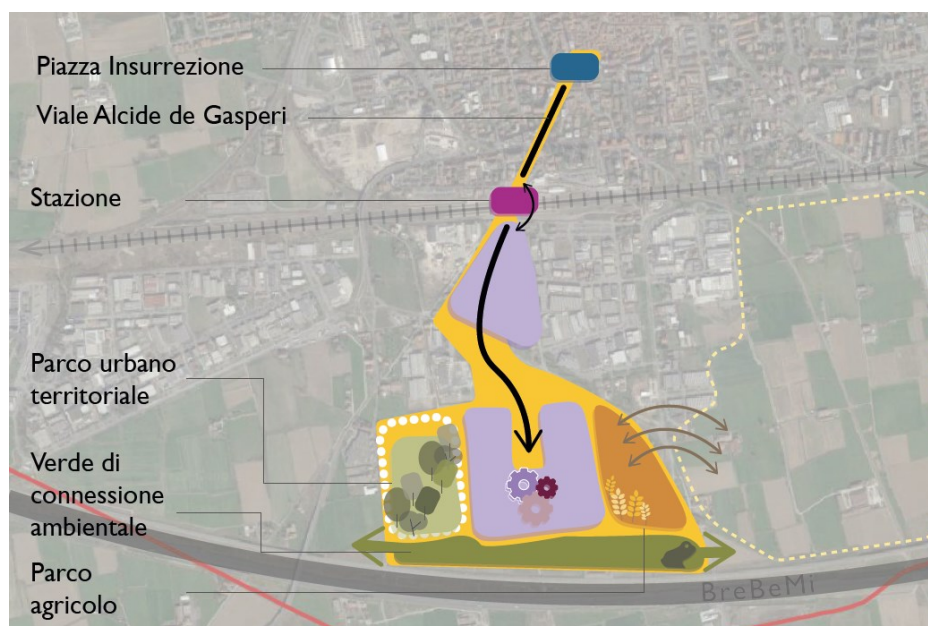 Piazza Insurrezione
Viale Alcide de Gasperi
Stazione
Parco urbano
territoriale
Verde di
connessione
ambientale
Parco
agricolo
BreBeMi